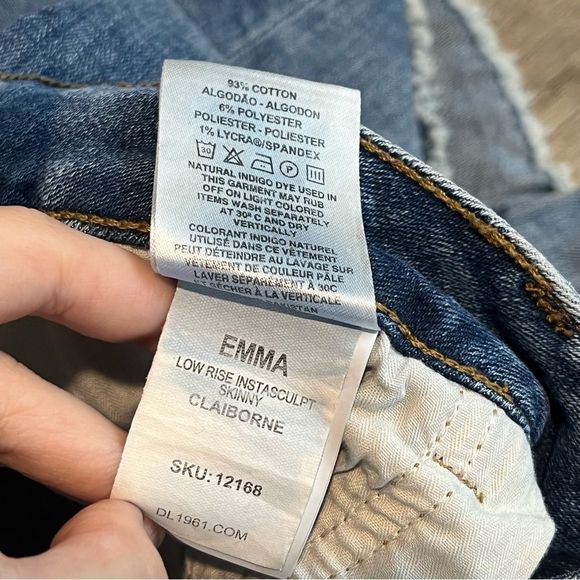 93% COTTON
ALGODÃO - ALGODON
6% POLYESTER
POLIESTER - POLIESTER
1% LYCRA®/SPANDEX
30
NATURAL INDIGO DYE USED IN
THIS GARMENT MAY RUB
OFF ON LIGHT COLORED
ITEMS WASH SEPARATELY
AT 30º C AND DRY
VERTICALLY
COLORANT INDIGO NATUREL
UTILISÉ DANS CE VÊTEMENT
PEUT DÉTEINDRE AU LAVAGE SUR
VÊTEMENT DE COULEUR PÂLE
LAVER SEPARÉMENT À 30C
ET SÉCHER À LA VERTICALE
EMMA
LOW RISE INSTASCULPT
SKINNY
CLAIBORNE
SKU: 12168
DL1961.COM